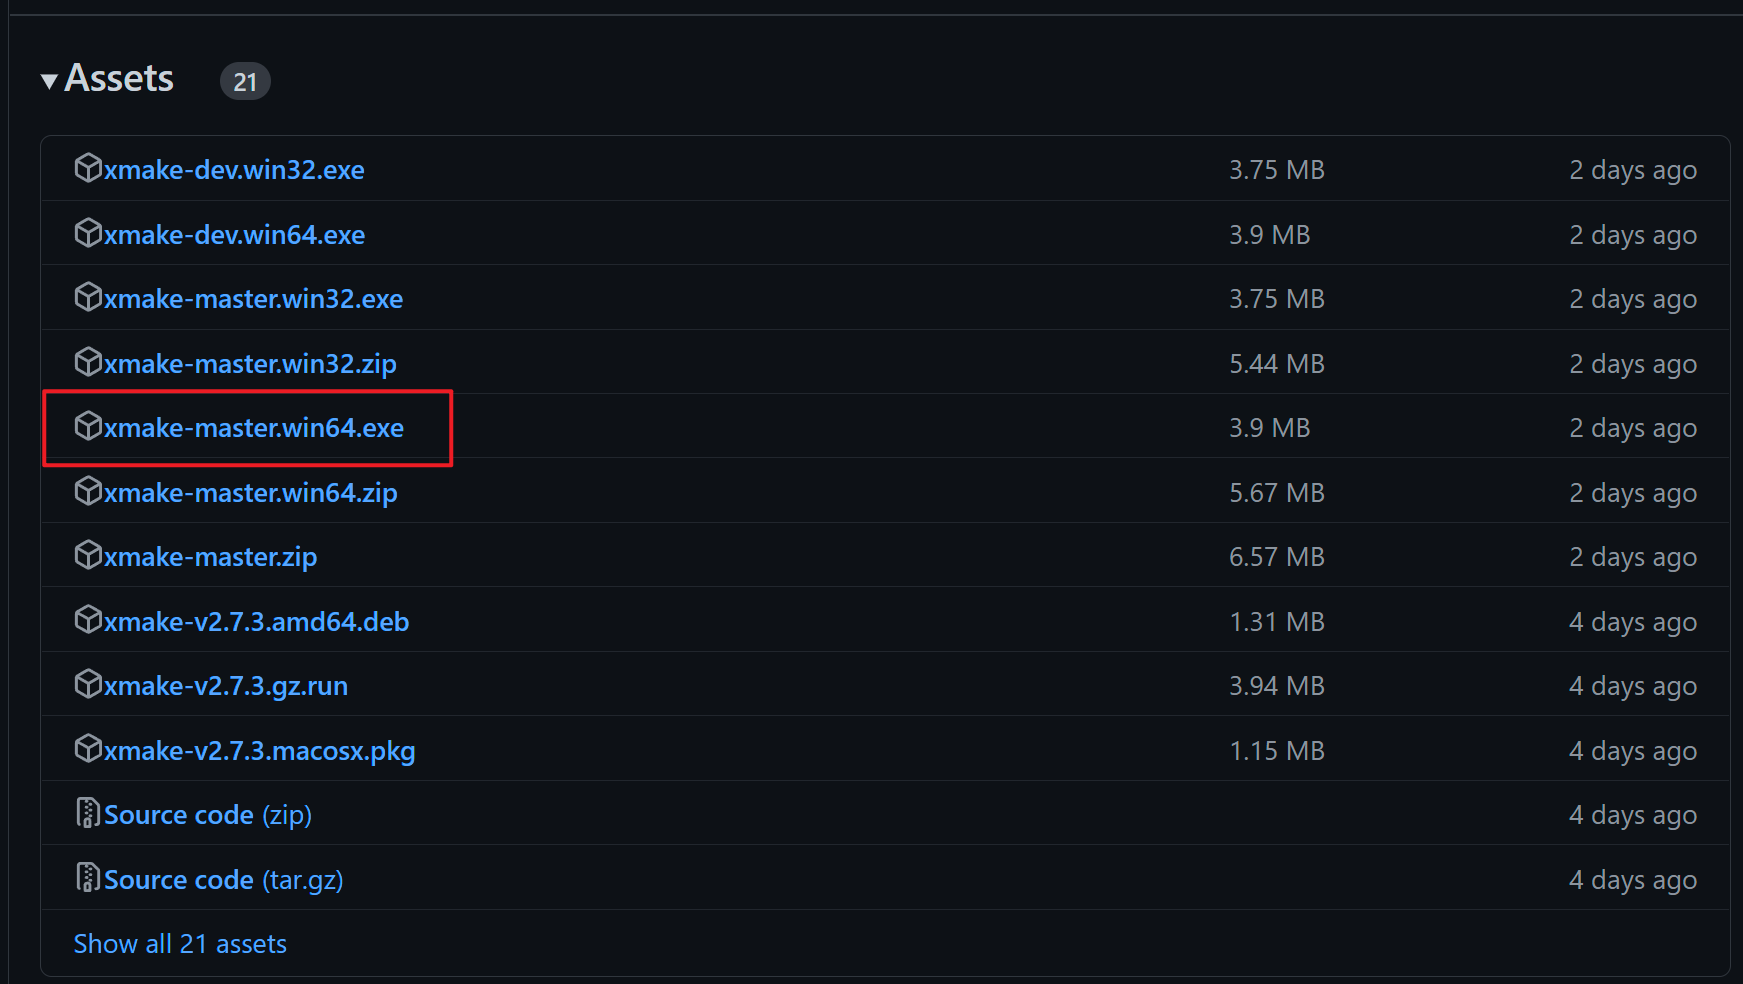 Assets 21
xmake-dev.win32.exe 3.75 MB 2 days ago
xmake-dev.win64.exe 3.9 MB 2 days ago
xmake-master.win32.exe 3.75 MB 2 days ago
xmake-master.win32.zip 5.44 MB 2 days ago
xmake-master.win64.exe 3.9 MB 2 days ago
xmake-master.win64.zip 5.67 MB 2 days ago
xmake-master.zip 6.57 MB 2 days ago
xmake-v2.7.3.amd64.deb 1.31 MB 4 days ago
xmake-v2.7.3.gz.run 3.94 MB 4 days ago
xmake-v2.7.3.macosx.pkg 1.15 MB 4 days ago
Source code (zip) 4 days ago
Source code (tar.gz) 4 days ago
Show all 21 assets